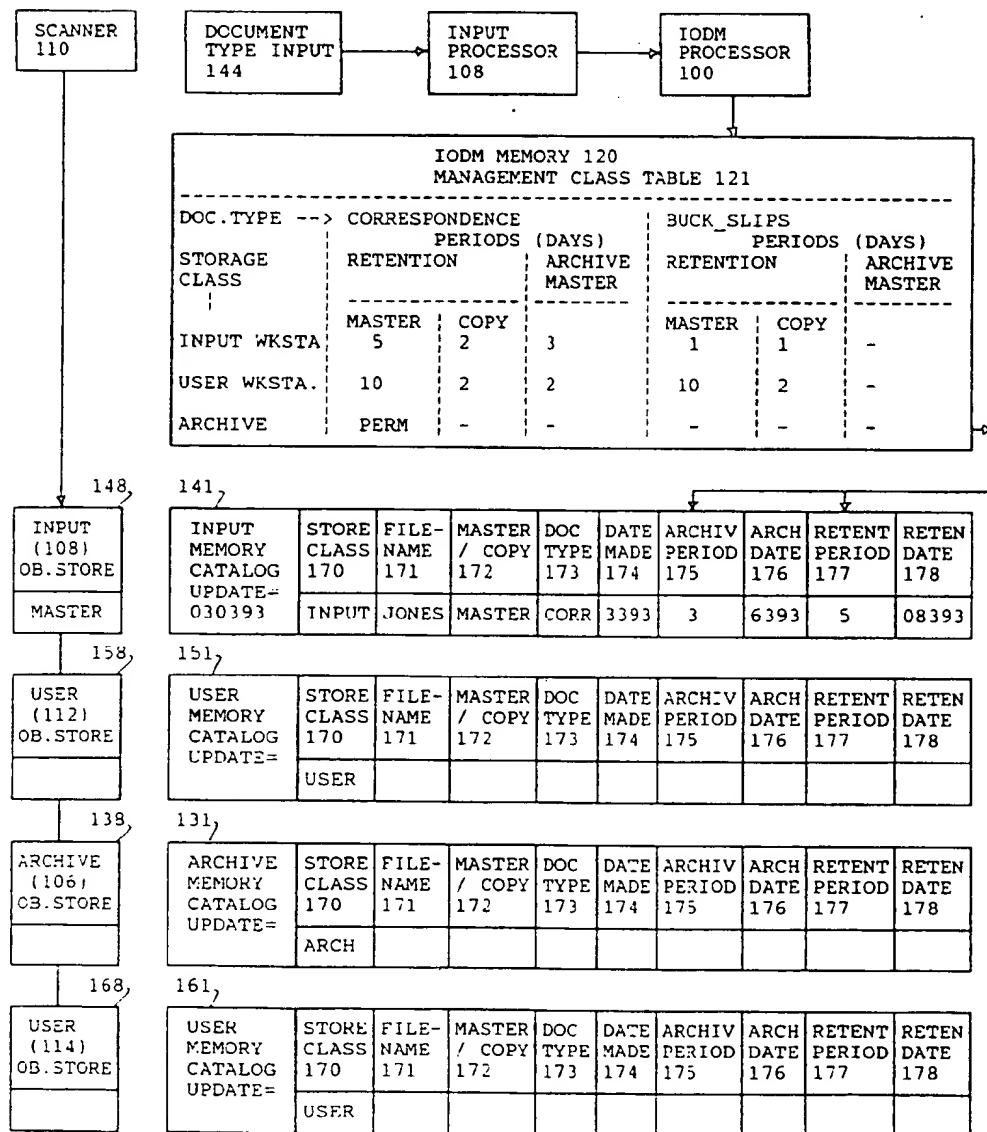 SCANNER
110
DOCUMENT
TYPE INPUT
144
INPUT
PROCESSOR
108
IODM
PROCESSOR
100
IODM MEMORY 120
MANAGEMENT CLASS TABLE 121
DOC.TYPE --> CORRESPONDENCE BUCK_SLIPS
PERIODS (DAYS) PERIODS (DAYS)
STORAGE RETENTION ARCHIVE RETENTION ARCHIVE
CLASS MASTER MASTER
MASTER COPY MASTER COPY
INPUT WKSTA 5 2 3 1 1 -
USER WKSTA. 10 2 2 10 2 -
ARCHIVE PERM - - - - -
148 141
INPUT
(108)
OB.STORE
MASTER
INPUT STORE FILE- MASTER DOC DATE ARCHIV ARCH RETENT RETEN
MEMORY CLASS NAME / COPY TYPE MADE PERIOD DATE PERIOD DATE
CATALOG 170 171 172 173 174 175 176 177 178
UPDATE=
030393 INPUT JONES MASTER CORR 3393 3 6393 5 08393
158 151
USER
(112)
OB.STORE
USER STORE FILE- MASTER DOC DATE ARCHIV ARCH RETENT RETEN
MEMORY CLASS NAME / COPY TYPE MADE PERIOD DATE PERIOD DATE
CATALOG 170 171 172 173 174 175 176 177 178
UPDATE=
USER
138 131
ARCHIVE
(106)
OB.STORE
ARCHIVE STORE FILE- MASTER DOC DATE ARCHIV ARCH RETENT RETEN
MEMORY CLASS NAME / COPY TYPE MADE PERIOD DATE PERIOD DATE
CATALOG 170 171 172 173 174 175 176 177 178
UPDATE=
ARCH
168 161
USER
(114)
OB.STORE
USER STORE FILE- MASTER DOC DATE ARCHIV ARCH RETENT RETEN
MEMORY CLASS NAME / COPY TYPE MADE PERIOD DATE PERIOD DATE
CATALOG 170 171 172 173 174 175 176 177 178
UPDATE=
USER